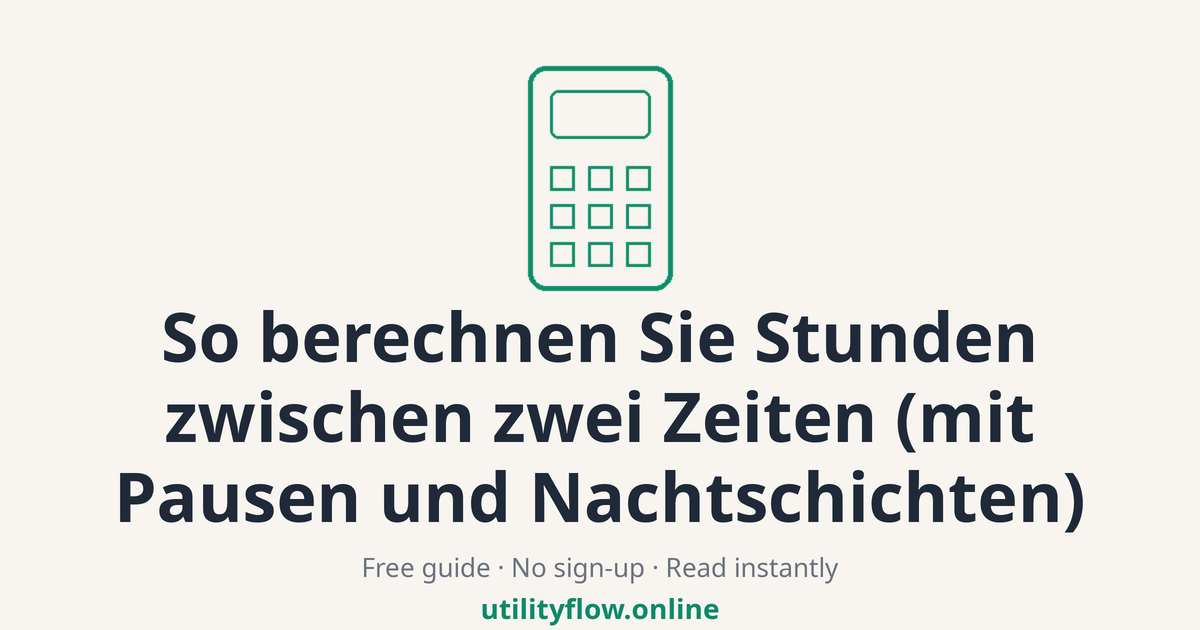 So berechnen Sie Stunden
zwischen zwei Zeiten (mit
Pausen und Nachtschichten)
Free guide · No sign-up · Read instantly
utilityflow.online